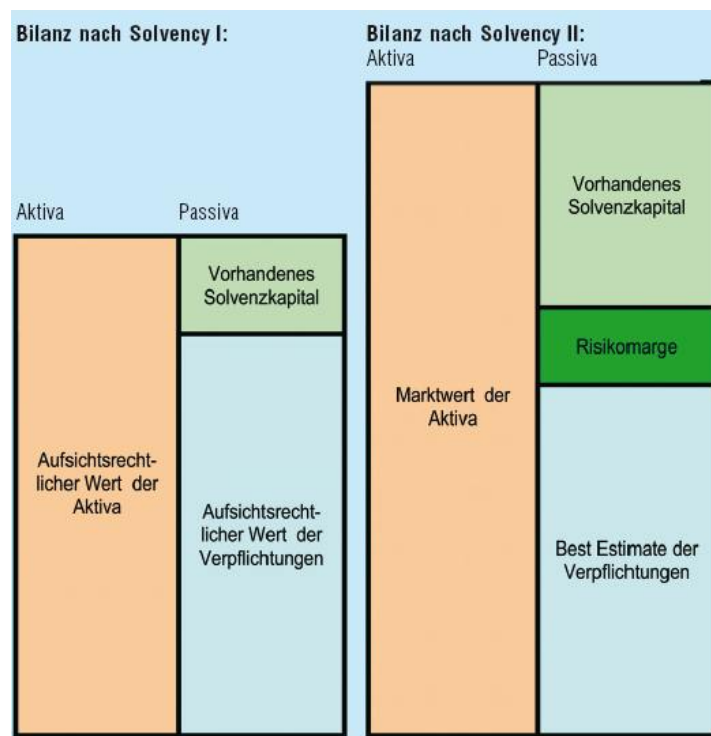 Bilanz nach Solvency I:
Aktiva
Passiva
Vorhandenes
Solvenzkapital
Aufsichtsrecht-
licher Wert der
Aktiva
Aufsichtsrecht-
licher Wert der
Verpflichtungen
Bilanz nach Solvency II:
Aktiva
Passiva
Vorhandenes
Solvenzkapital
Risikomarge
Marktwert der
Aktiva
Best Estimate der
Verpflichtungen